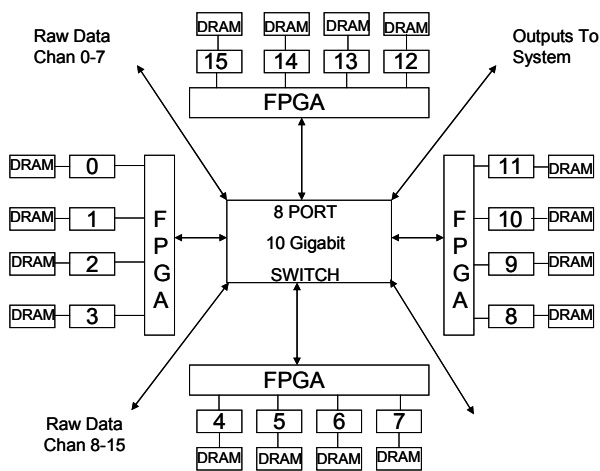 Raw Data
Chan 0-7
DRAM DRAM DRAM DRAM
15 14 13 12
FPGA
Outputs To
System
DRAM 0
DRAM 1
DRAM 2
DRAM 3
FPGA
8 PORT
10 Gigabit
SWITCH
FPGA
11 DRAM
10 DRAM
9 DRAM
8 DRAM
Raw Data
Chan 8-15
FPGA
4 5 6 7
DRAM DRAM DRAM DRAM